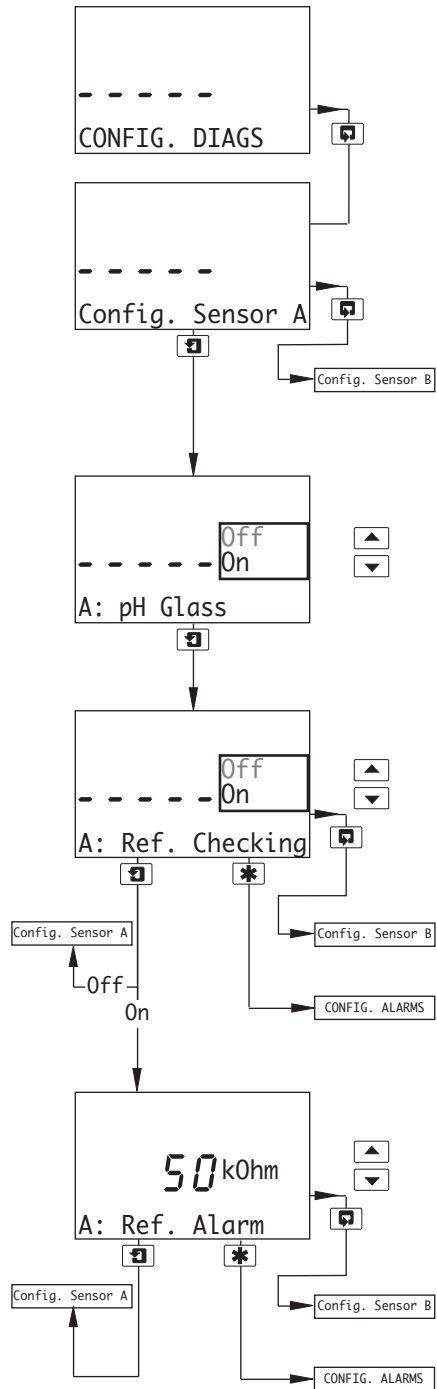 - - - - -
CONFIG. DIAGS
- - - - -
Config. Sensor A
Config. Sensor B
Off
- - - - - On
A: pH Glass
Off
- - - - - On
A: Ref. Checking
Config. Sensor A
Config. Sensor B
Off
On
CONFIG. ALARMS
50 kOhm
A: Ref. Alarm
Config. Sensor A
Config. Sensor B
CONFIG. ALARMS